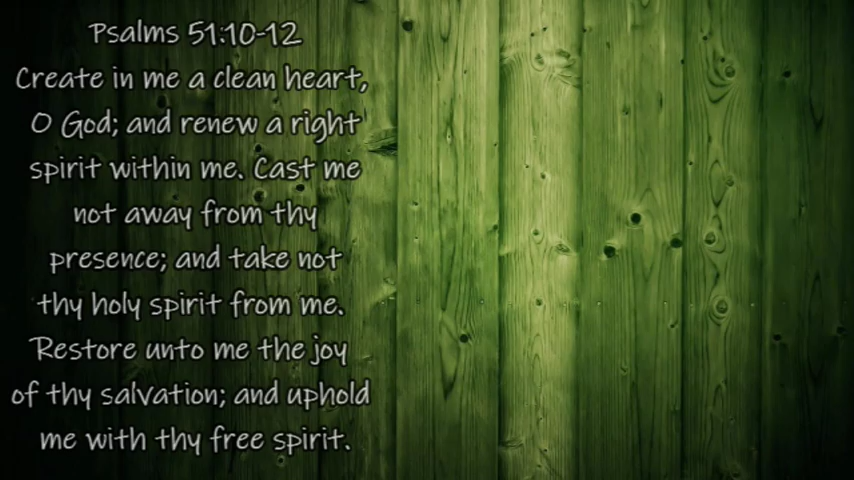 Psalms 51:10-12
Create in me a clean heart,
O God; and renew a right
spirit within me. Cast me
not away from thy
presence; and take not
thy holy spirit from me.
Restore unto me the joy
of thy salvation; and uphold
me with thy free spirit.